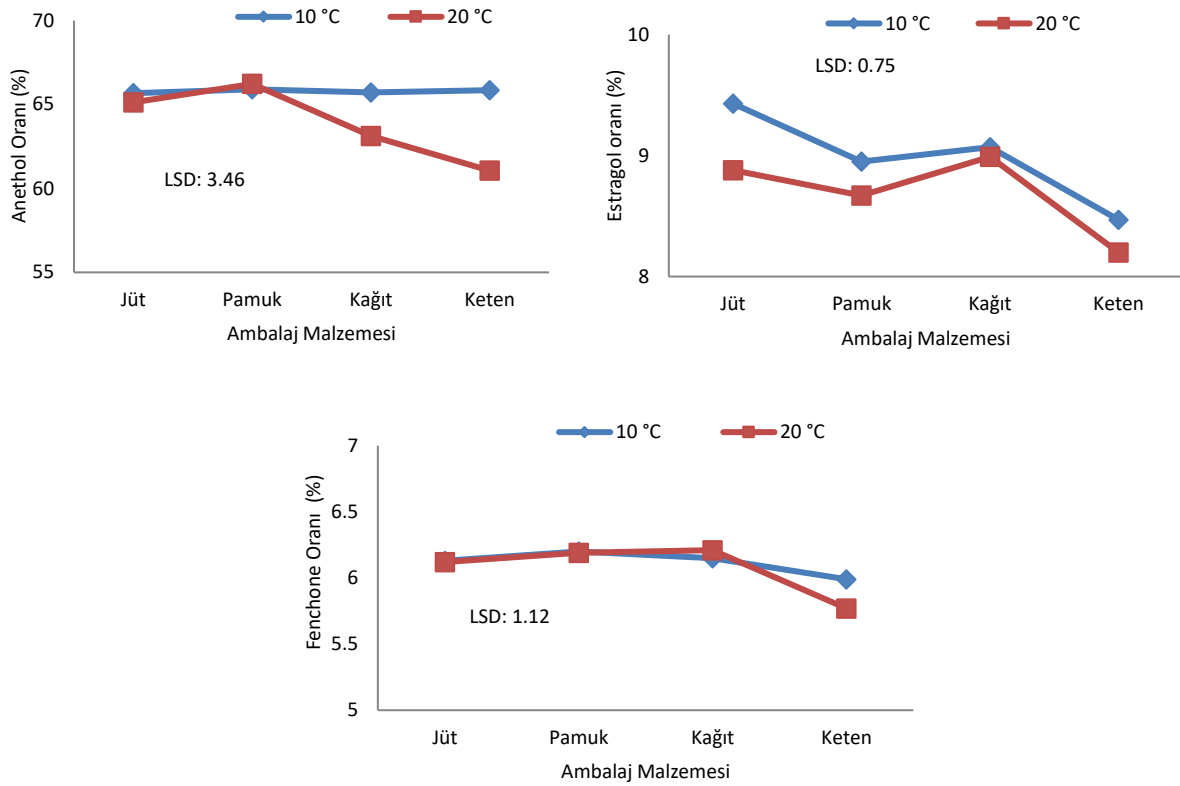 10 °C 20 °C
70
65
60
55
Anethol Oranı (%)
LSD: 3.46
Jüt Pamuk Kağıt Keten
Ambalaj Malzemesi
10 °C 20 °C
10
9
8
Estragol oranı (%)
LSD: 0.75
Jüt Pamuk Kağıt Keten
Ambalaj Malzemesi
10 °C 20 °C
7
6.5
6
5.5
5
Fenchone Oranı (%)
LSD: 1.12
Jüt Pamuk Kağıt Keten
Ambalaj Malzemesi